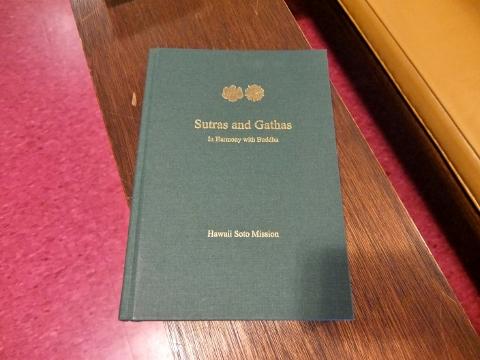 Sutras and Gathas
In Harmony with Buddha
Hawaii Soto Mission